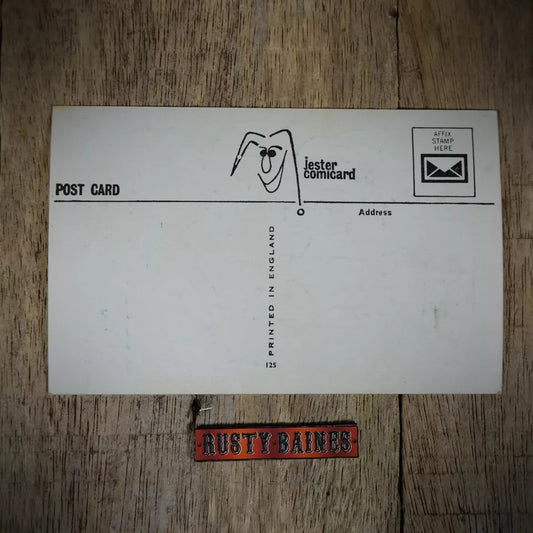 AFFIX
STAMP
HERE
jester
comicard
POST CARD
Address
PRINTED IN ENGLAND
125
RUSTY BAINES